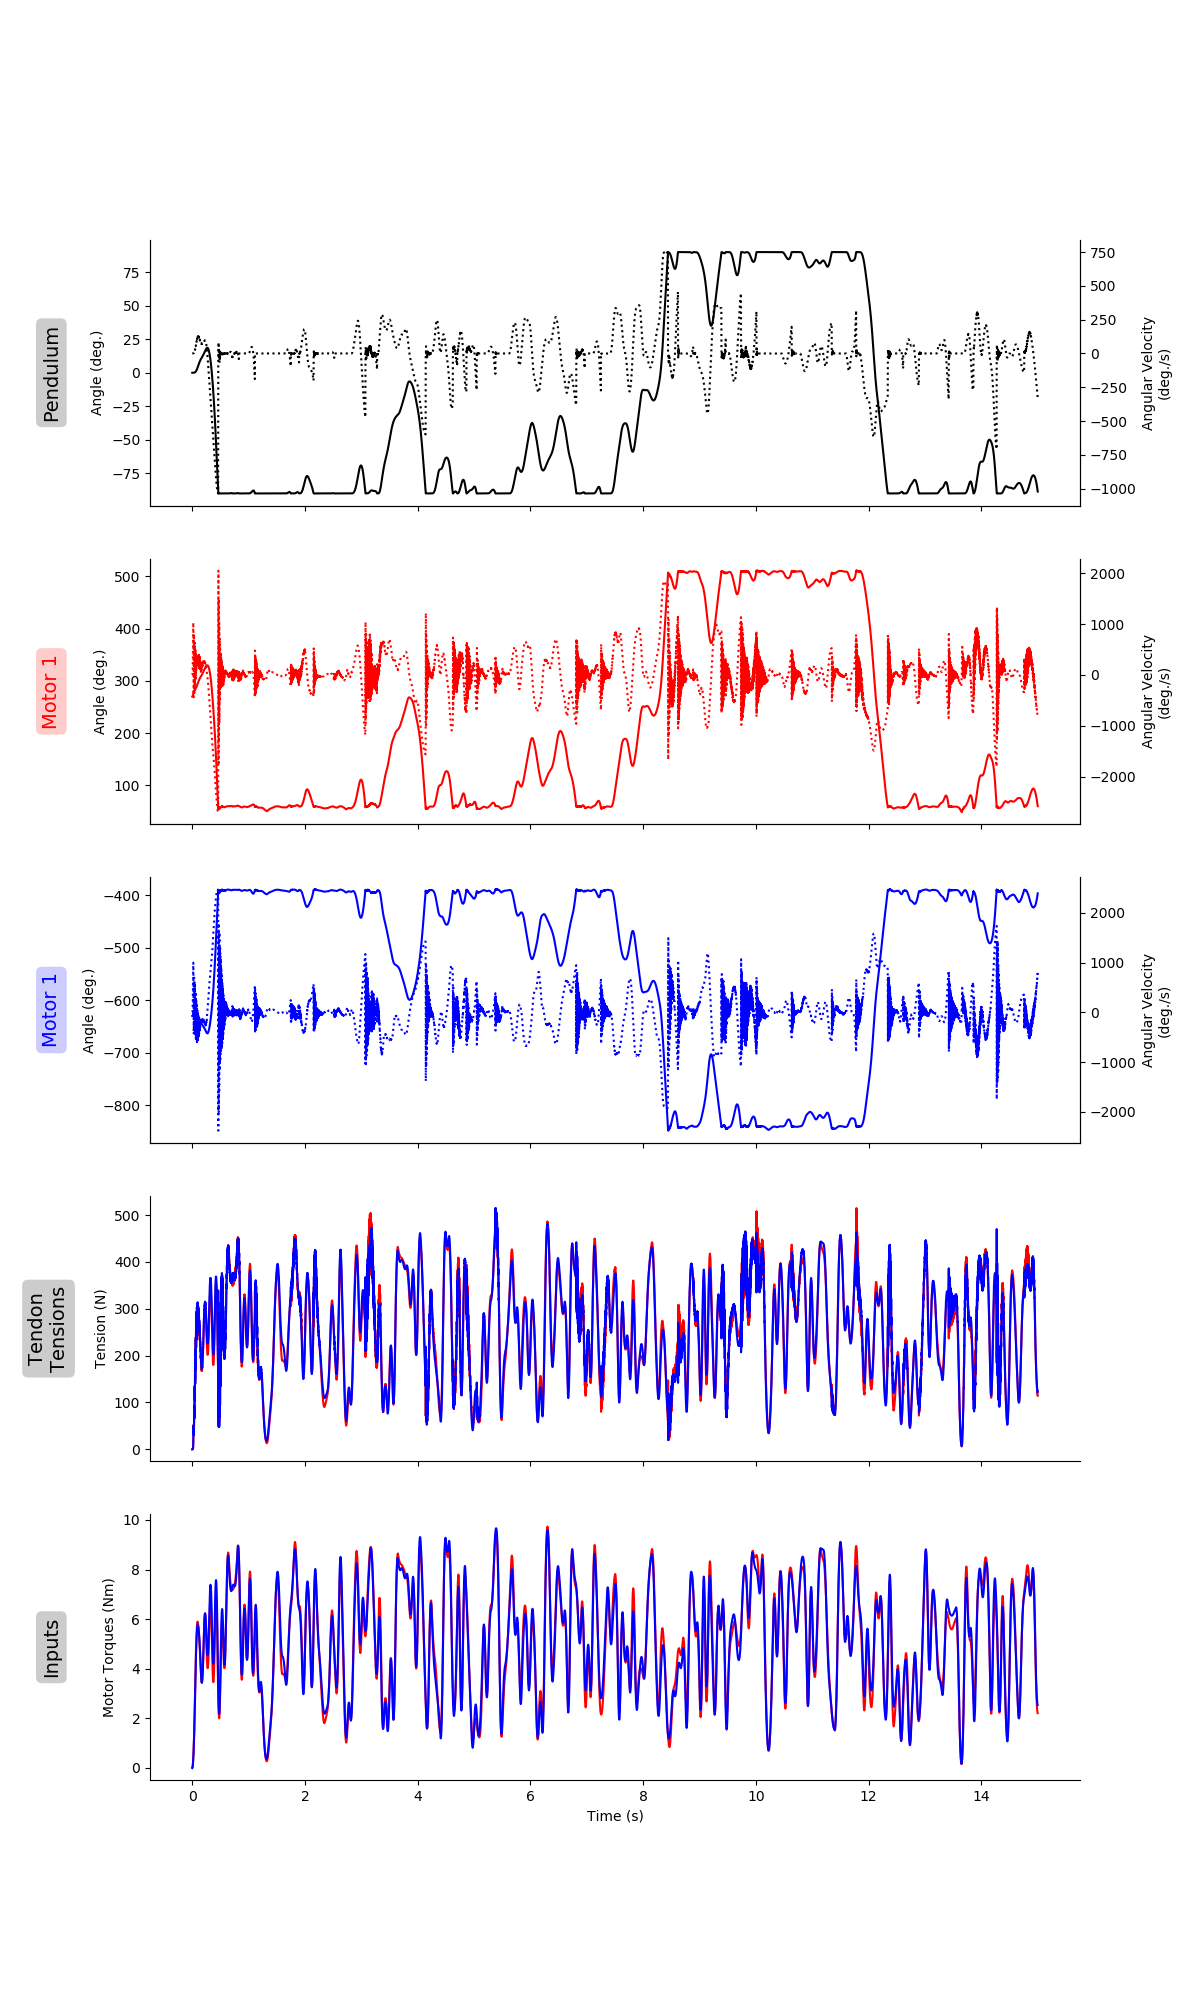 Pendulum
Angle (deg.)
75
50
25
0
−25
−50
−75
750
500
250
0
−250
−500
−750
−1000
Angular Velocity
(deg./s)
Motor 1
Angle (deg.)
500
400
300
200
100
2000
1000
0
−1000
−2000
Angular Velocity
(deg./s)
Motor 1
Angle (deg.)
−400
−500
−600
−700
−800
2000
1000
0
−1000
−2000
Angular Velocity
(deg./s)
Tendon
Tensions
Tension (N)
500
400
300
200
100
0
Inputs
Motor Torques (Nm)
10
8
6
4
2
0
0 2 4 6 8 10 12 14
Time (s)